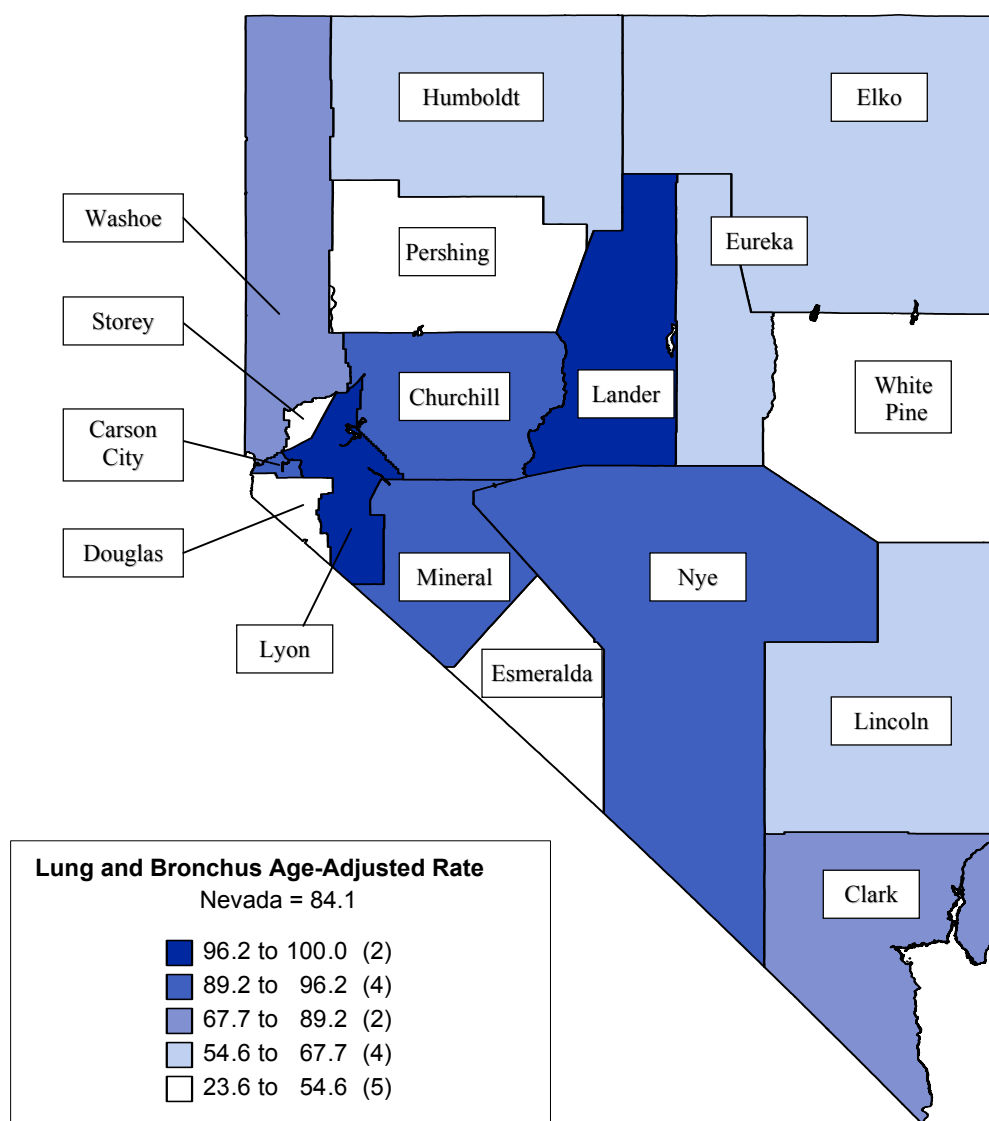 Humboldt
Elko
Washoe
Pershing
Eureka
Storey
Churchill
Lander
White
Pine
Carson
City
Douglas
Mineral
Nye
Lyon
Esmeralda
Lincoln
Clark
Lung and Bronchus Age-Adjusted Rate
Nevada = 84.1
96.2 to 100.0 (2)
89.2 to 96.2 (4)
67.7 to 89.2 (2)
54.6 to 67.7 (4)
23.6 to 54.6 (5)